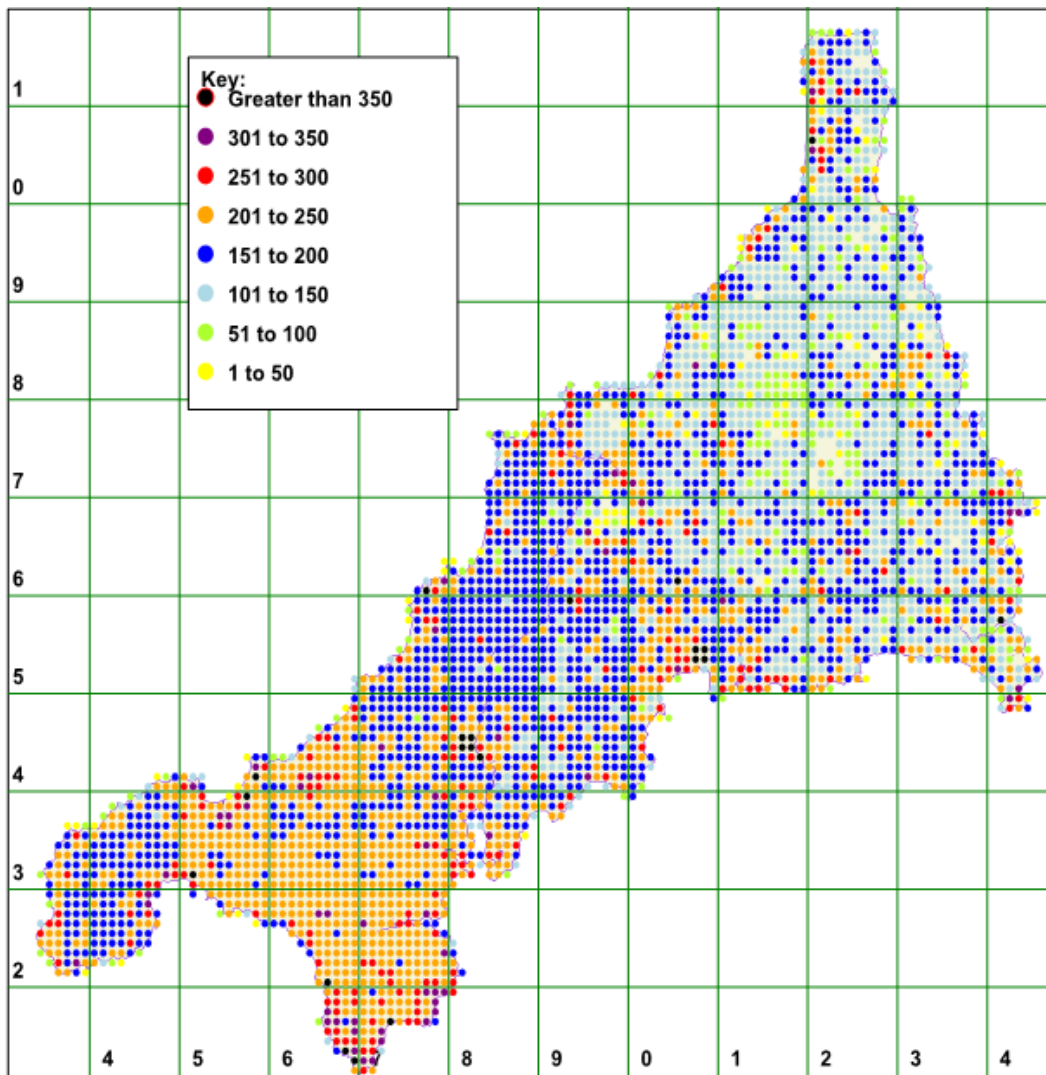 Key:
Greater than 350
301 to 350
251 to 300
201 to 250
151 to 200
101 to 150
51 to 100
1 to 50
1
0
9
8
7
6
5
4
3
2
4 5 6 8 9 0 1 2 3 4